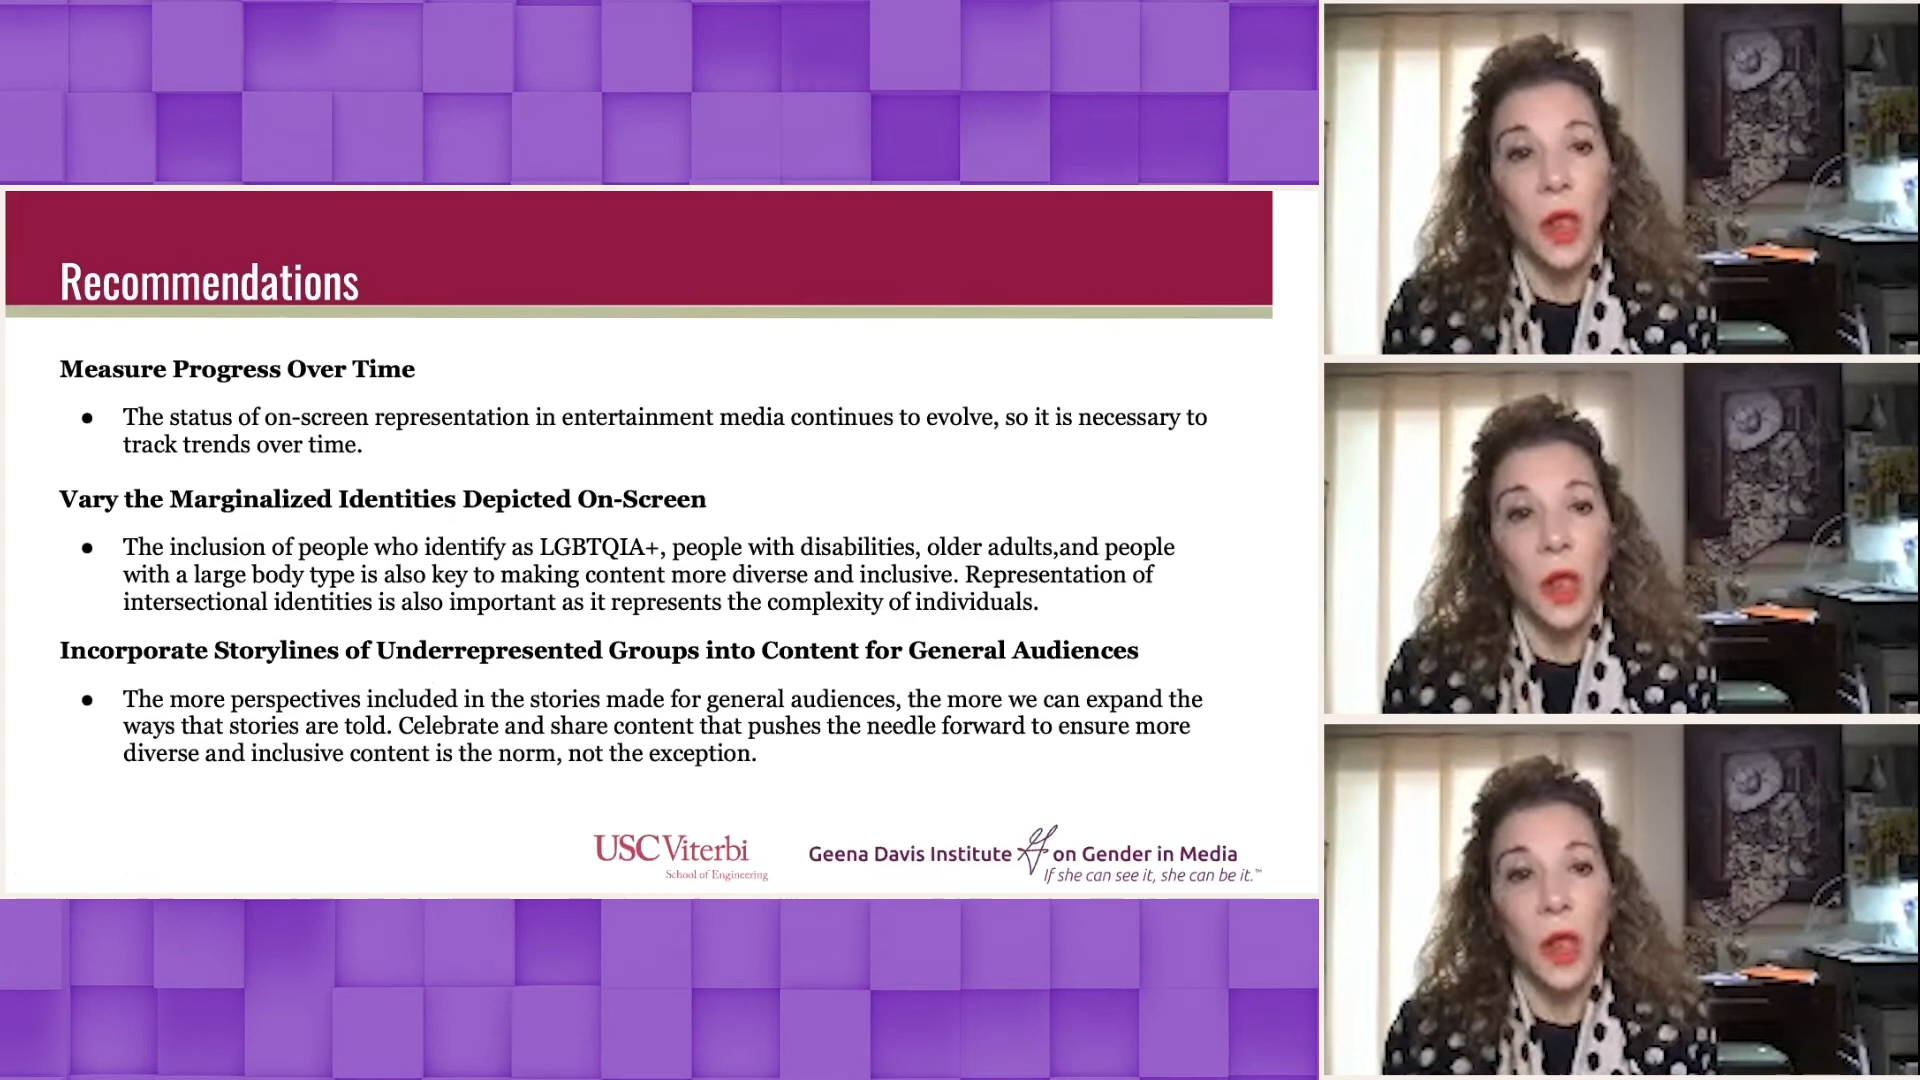 Recommendations
Measure Progress Over Time
● The status of on-screen representation in entertainment media continues to evolve, so it is necessary to
track trends over time.
Vary the Marginalized Identities Depicted On-Screen
● The inclusion of people who identify as LGBTQIA+, people with disabilities, older adults,and people
with a large body type is also key to making content more diverse and inclusive. Representation of
intersectional identities is also important as it represents the complexity of individuals.
Incorporate Storylines of Underrepresented Groups into Content for General Audiences
● The more perspectives included in the stories made for general audiences, the more we can expand the
ways that stories are told. Celebrate and share content that pushes the needle forward to ensure more
diverse and inclusive content is the norm, not the exception.
USC Viterbi
School of Engineering
Geena Davis Institute on Gender in Media
If she can see it, she can be it.™